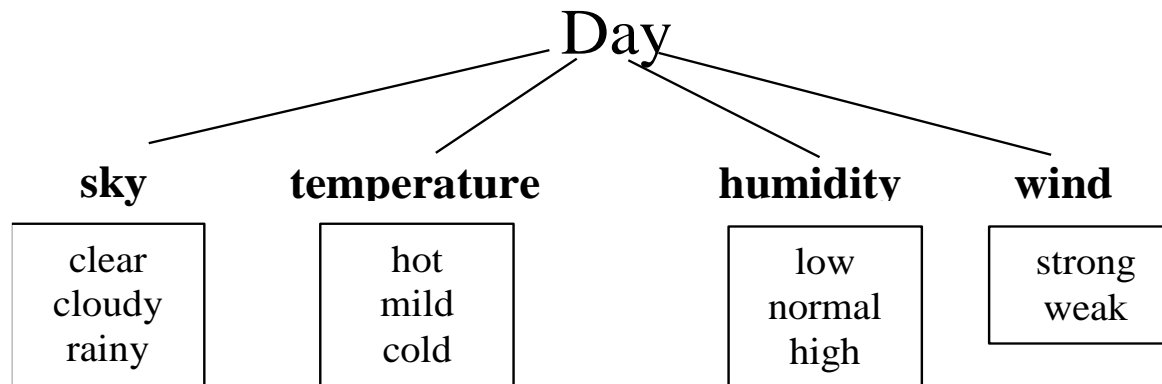 Day
sky temperature humidity wind
clear hot low strong
cloudy mild normal weak
rainy cold high